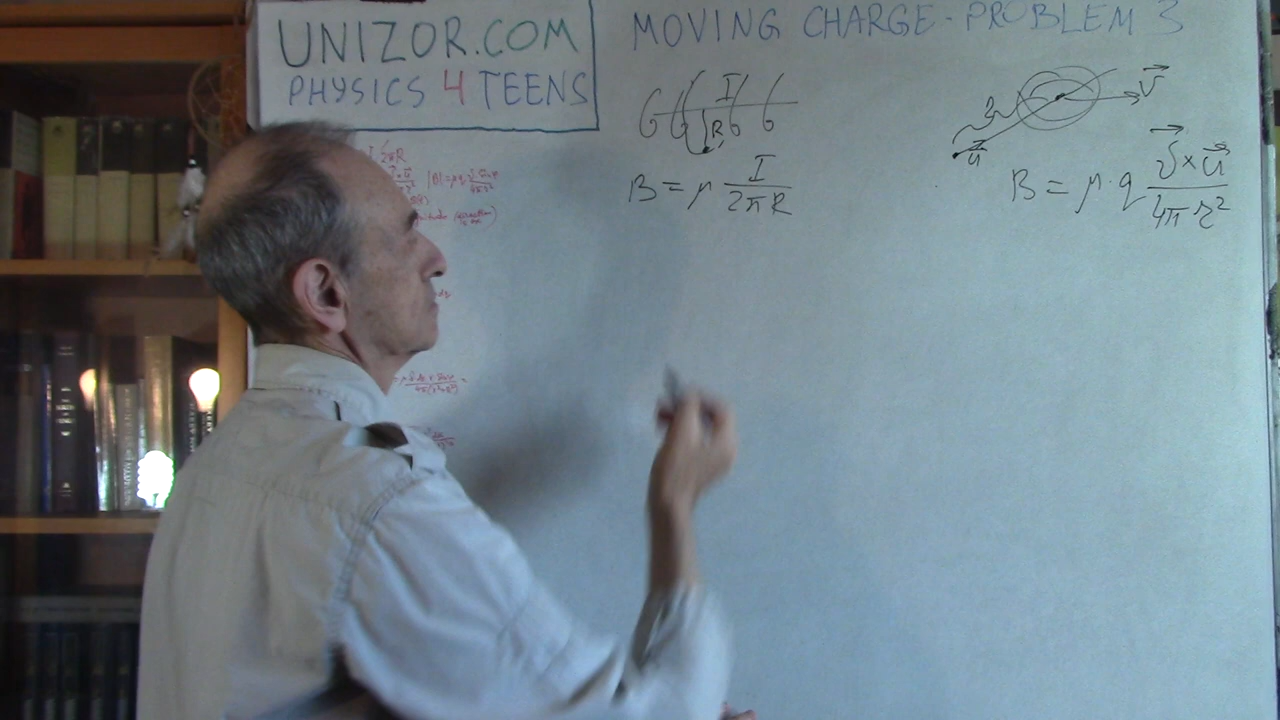 UNIZOR.COM
PHYSICS 4 TEENS
MOVING CHARGE - PROBLEM 3
I
R
B = μ I / 2πR
r
u⃗
v⃗
B = μ · q v⃗ × u⃗ / 4π r²